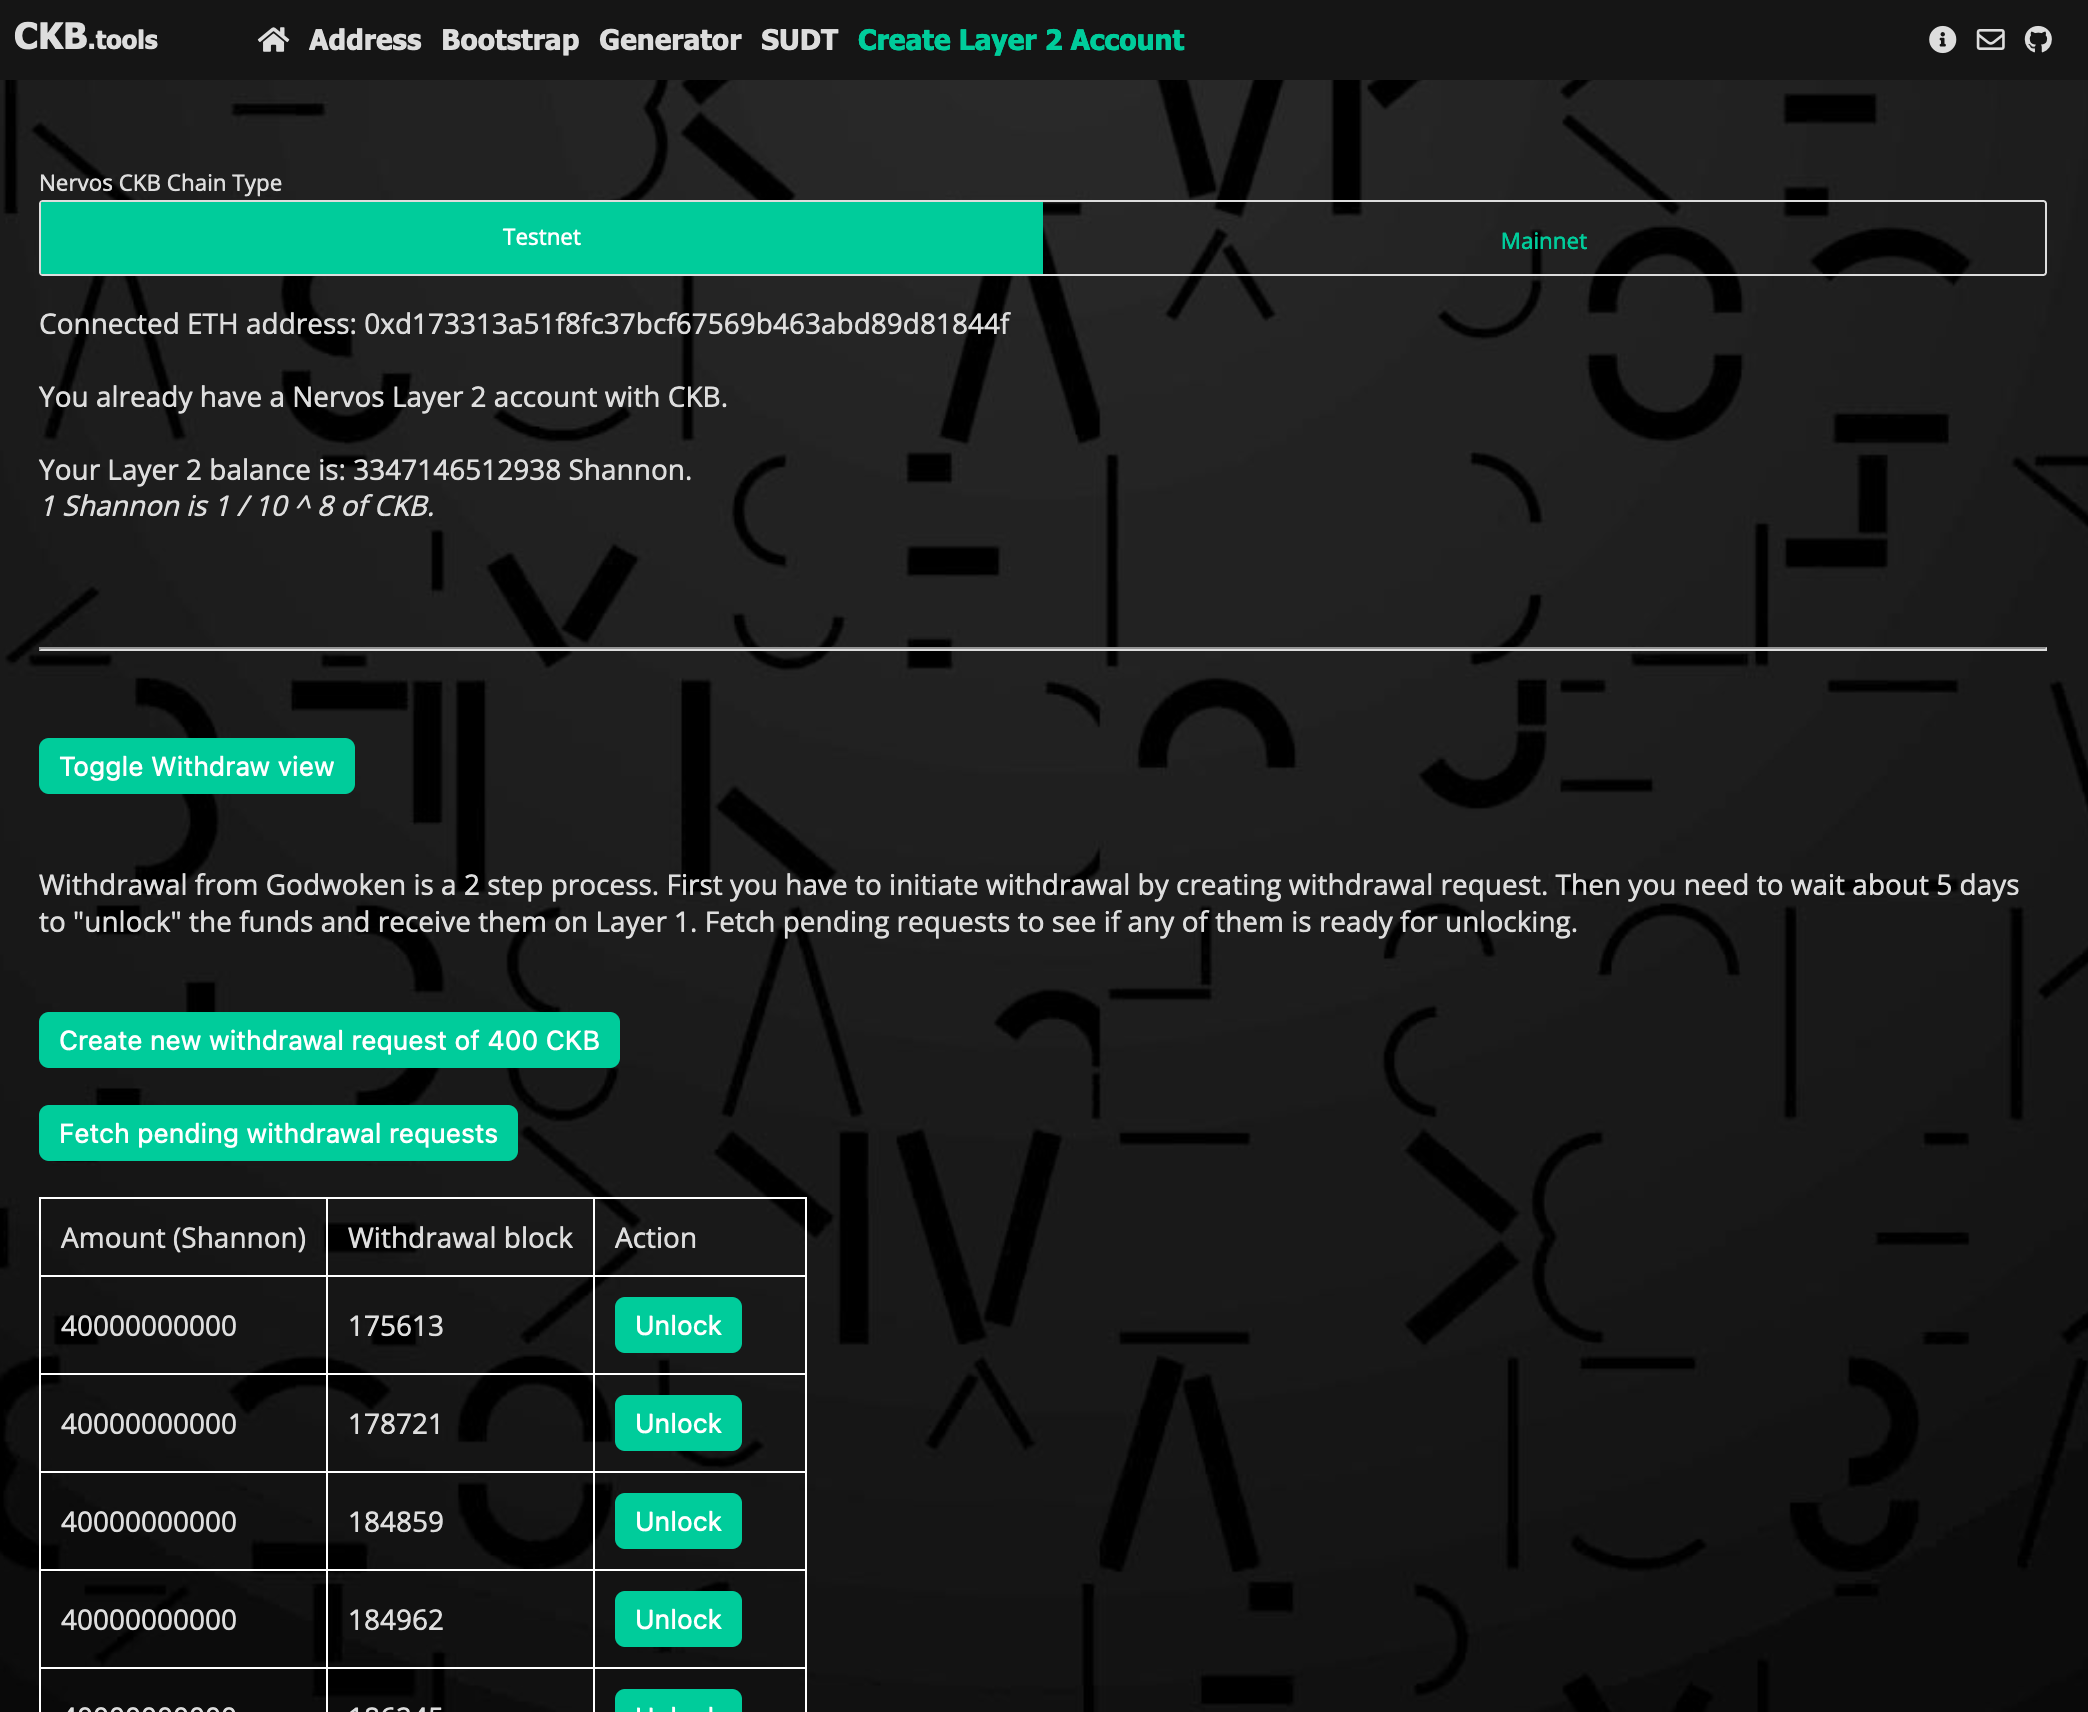 CKB.tools Address Bootstrap Generator SUDT Create Layer 2 Account
Nervos CKB Chain Type
Testnet Mainnet
Connected ETH address: 0xd173313a51f8fc37bcf67569b463abd89d81844f
You already have a Nervos Layer 2 account with CKB.
Your Layer 2 balance is: 3347146512938 Shannon.
1 Shannon is 1 / 10 ^ 8 of CKB.
Toggle Withdraw view
Withdrawal from Godwoken is a 2 step process. First you have to initiate withdrawal by creating withdrawal request. Then you need to wait about 5 days
to "unlock" the funds and receive them on Layer 1. Fetch pending requests to see if any of them is ready for unlocking.
Create new withdrawal request of 400 CKB
Fetch pending withdrawal requests
Amount (Shannon) Withdrawal block Action
40000000000 175613 Unlock
40000000000 178721 Unlock
40000000000 184859 Unlock
40000000000 184962 Unlock